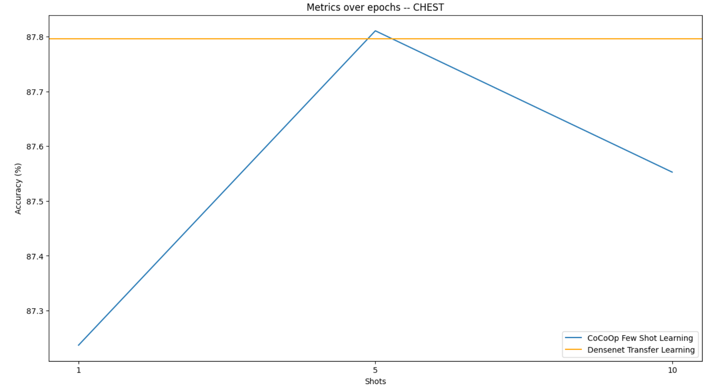 Metrics over epochs -- CHEST
Accuracy (%)
87.8
87.7
87.6
87.5
87.4
87.3
1
5
10
Shots
CoCoOp Few Shot Learning
Densenet Transfer Learning